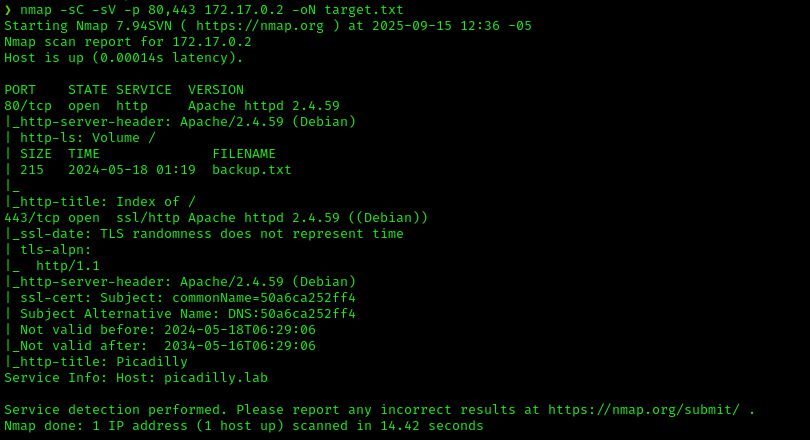 ❯ nmap -sC -sV -p 80,443 172.17.0.2 -oN target.txt
Starting Nmap 7.94SVN ( https://nmap.org ) at 2025-09-15 12:36 -05
Nmap scan report for 172.17.0.2
Host is up (0.00014s latency).

PORT    STATE SERVICE  VERSION
80/tcp  open  http     Apache httpd 2.4.59
|_http-server-header: Apache/2.4.59 (Debian)
| http-ls: Volume /
| SIZE  TIME              FILENAME
| 215   2024-05-18 01:19  backup.txt
|_
|_http-title: Index of /
443/tcp open  ssl/http Apache httpd 2.4.59 ((Debian))
|_ssl-date: TLS randomness does not represent time
| tls-alpn:
|_  http/1.1
|_http-server-header: Apache/2.4.59 (Debian)
| ssl-cert: Subject: commonName=50a6ca252ff4
| Subject Alternative Name: DNS:50a6ca252ff4
| Not valid before: 2024-05-18T06:29:06
|_Not valid after:  2034-05-16T06:29:06
|_http-title: Picadilly
Service Info: Host: picadilly.lab

Service detection performed. Please report any incorrect results at https://nmap.org/submit/ .
Nmap done: 1 IP address (1 host up) scanned in 14.42 seconds